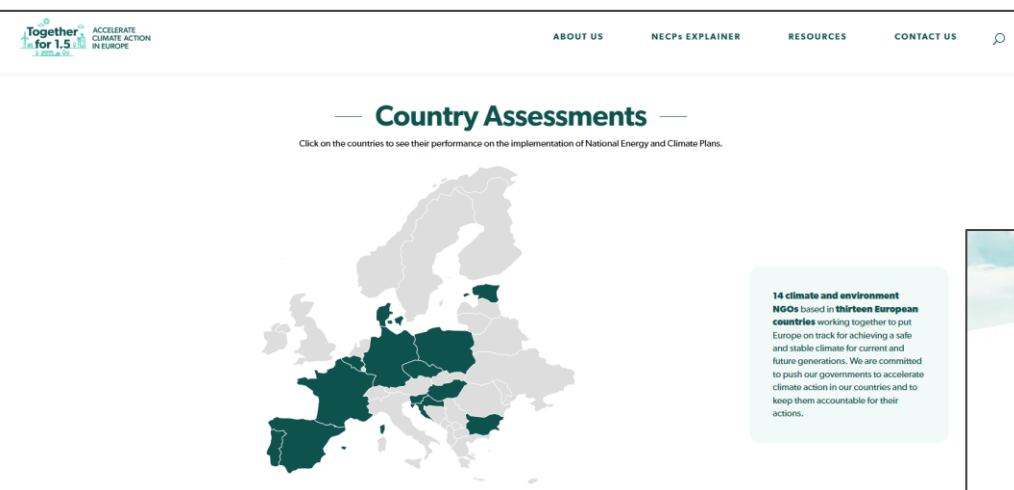 Together for 1.5
ACCELERATE
CLIMATE ACTION
IN EUROPE
ABOUT US
NECPs EXPLAINER
RESOURCES
CONTACT US
Country Assessments
Click on the countries to see their performance on the implementation of National Energy and Climate Plans.
14 climate and environment
NGOs based in thirteen European
countries working together to put
Europe on track for achieving a safe
and stable climate for current and
future generations. We are committed
to push our governments to accelerate
climate action in our countries and to
keep them accountable for their
actions.